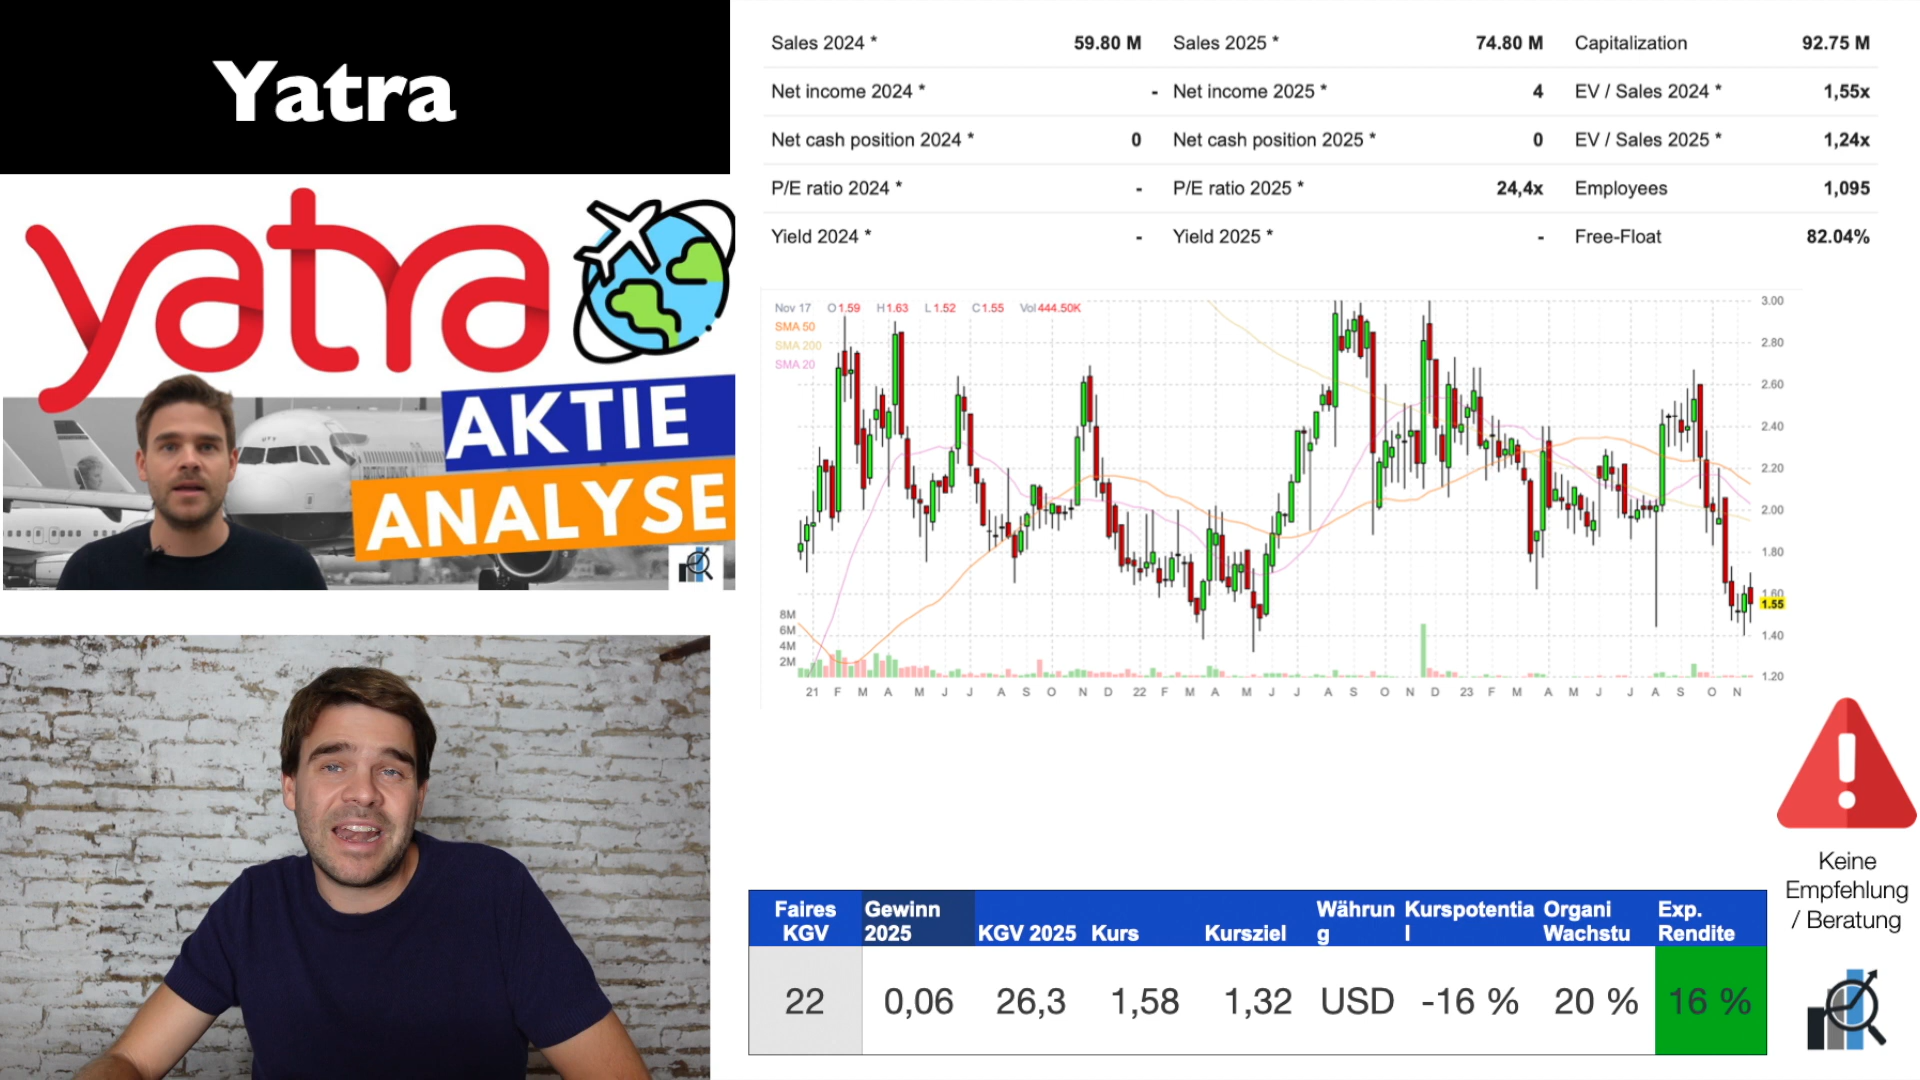 Yatra
yatra
AKTIE
ANALYSE
Sales 2024 * 59.80 M Sales 2025 * 74.80 M Capitalization 92.75 M
Net income 2024 * - Net income 2025 * 4 EV / Sales 2024 * 1,55x
Net cash position 2024 * 0 Net cash position 2025 * 0 EV / Sales 2025 * 1,24x
P/E ratio 2024 * - P/E ratio 2025 * 24,4x Employees 1,095
Yield 2024 * - Yield 2025 * - Free-Float 82.04%
Nov 17 O 1.59 H 1.63 L 1.52 C 1.55 Vol 444.50K
SMA 50
SMA 200
SMA 20
3.00
2.80
2.60
2.40
2.20
2.00
1.80
1.60
1.55
1.40
1.20
8M
6M
4M
2M
21 F M A M J J A S O N D 22 F M A M J J A S O N D 23 F M A M J J A S O N
Keine
Empfehlung
/ Beratung
Faires KGV Gewinn 2025 KGV 2025 Kurs Kursziel Währun g Kurspotentia l Organi Wachstu Exp. Rendite
22 0,06 26,3 1,58 1,32 USD -16 % 20 % 16 %